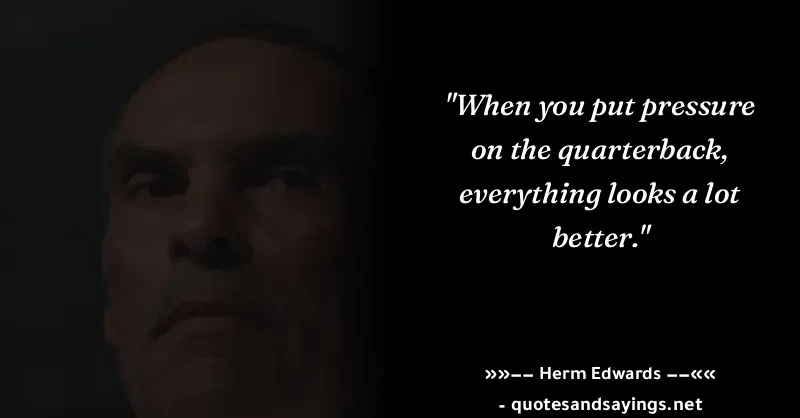 "When you put pressure
on the quarterback,
everything looks a lot
better."
»»−− Herm Edwards −−««
- quotesandsayings.net